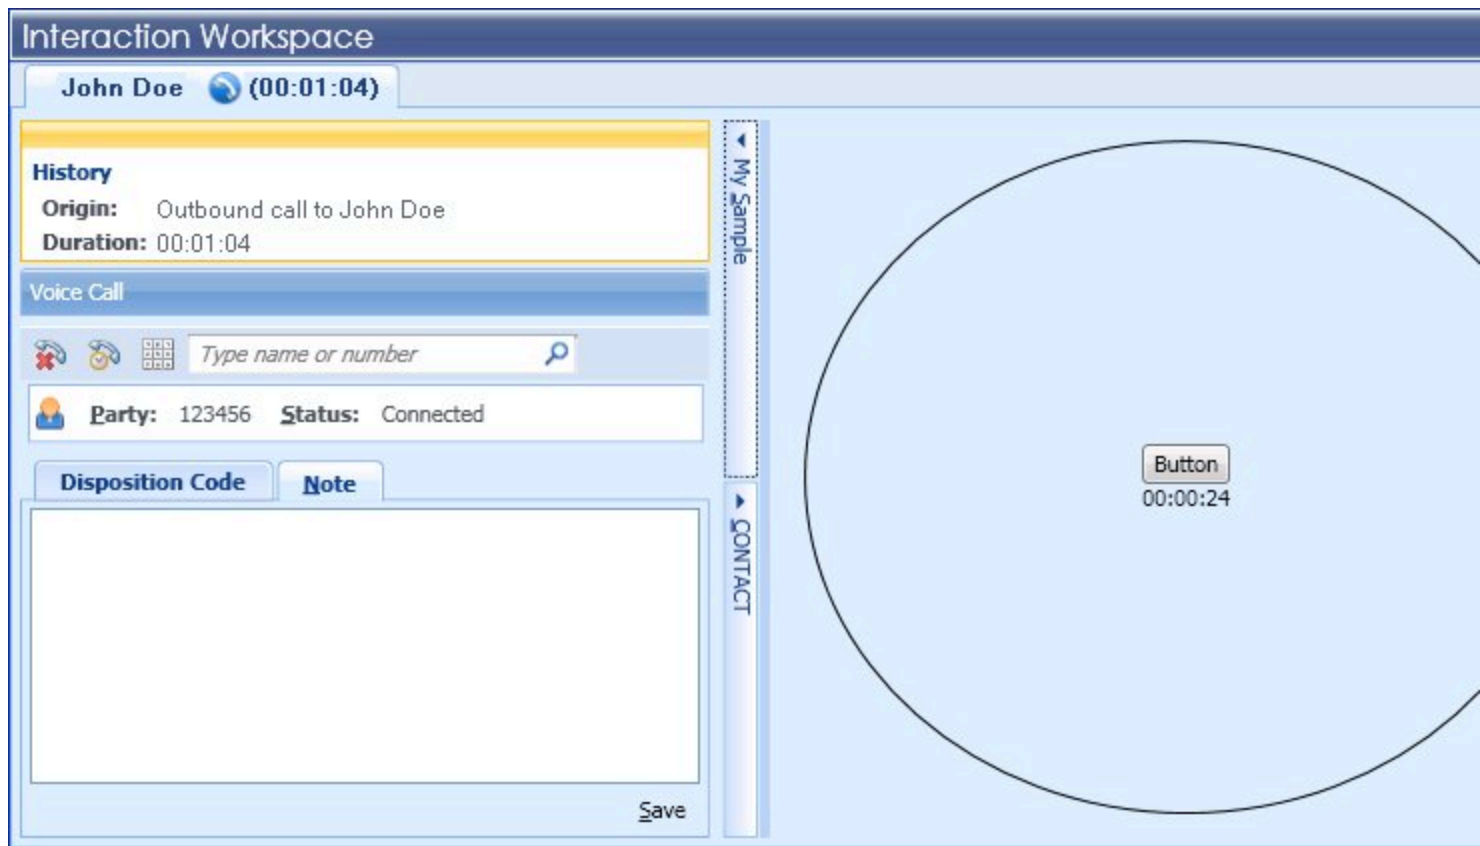 Interaction Workspace
John Doe (00:01:04)
History
Origin: Outbound call to John Doe
Duration: 00:01:04
Voice Call
Type name or number
Party: 123456 Status: Connected
Disposition Code Note
Save
My Sample
CONTACT
Button
00:00:24